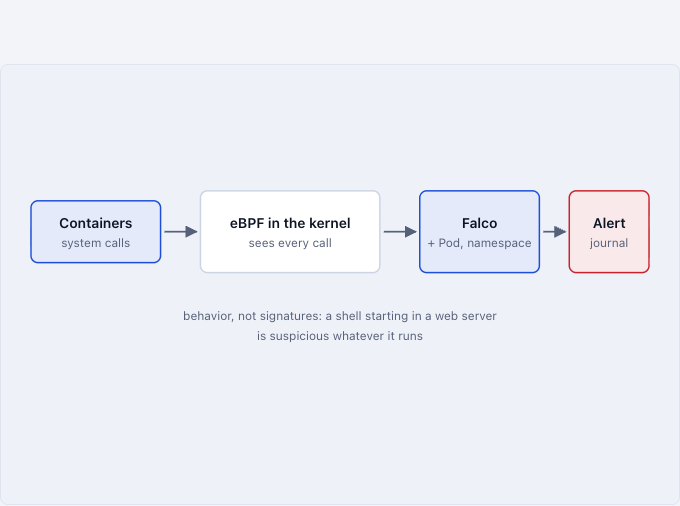 Containers
system calls
eBPF in the kernel
sees every call
Falco
+ Pod, namespace
Alert
journal
behavior, not signatures: a shell starting in a web server
is suspicious whatever it runs